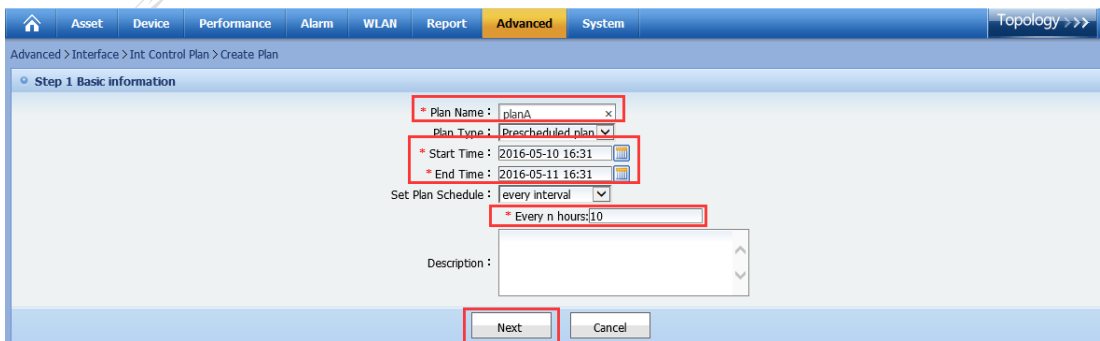 Asset Device Performance Alarm WLAN Report Advanced System Topology >>>
Advanced > Interface > Int Control Plan > Create Plan
Step 1 Basic information
* Plan Name : planA ×
Plan Type : Prescheduled plan
* Start Time : 2016-05-10 16:31
* End Time : 2016-05-11 16:31
Set Plan Schedule : every interval
* Every n hours:10
Description :
Next Cancel